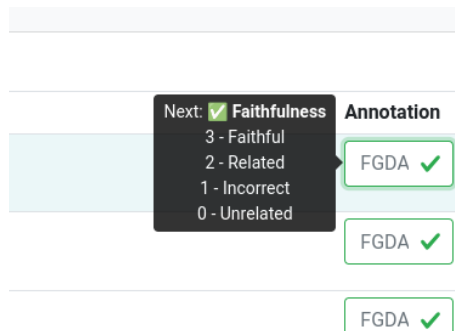 Next: ✅ Faithfulness
3 - Faithful
2 - Related
1 - Incorrect
0 - Unrelated
Annotation
FGDA ✔
FGDA ✔
FGDA ✔